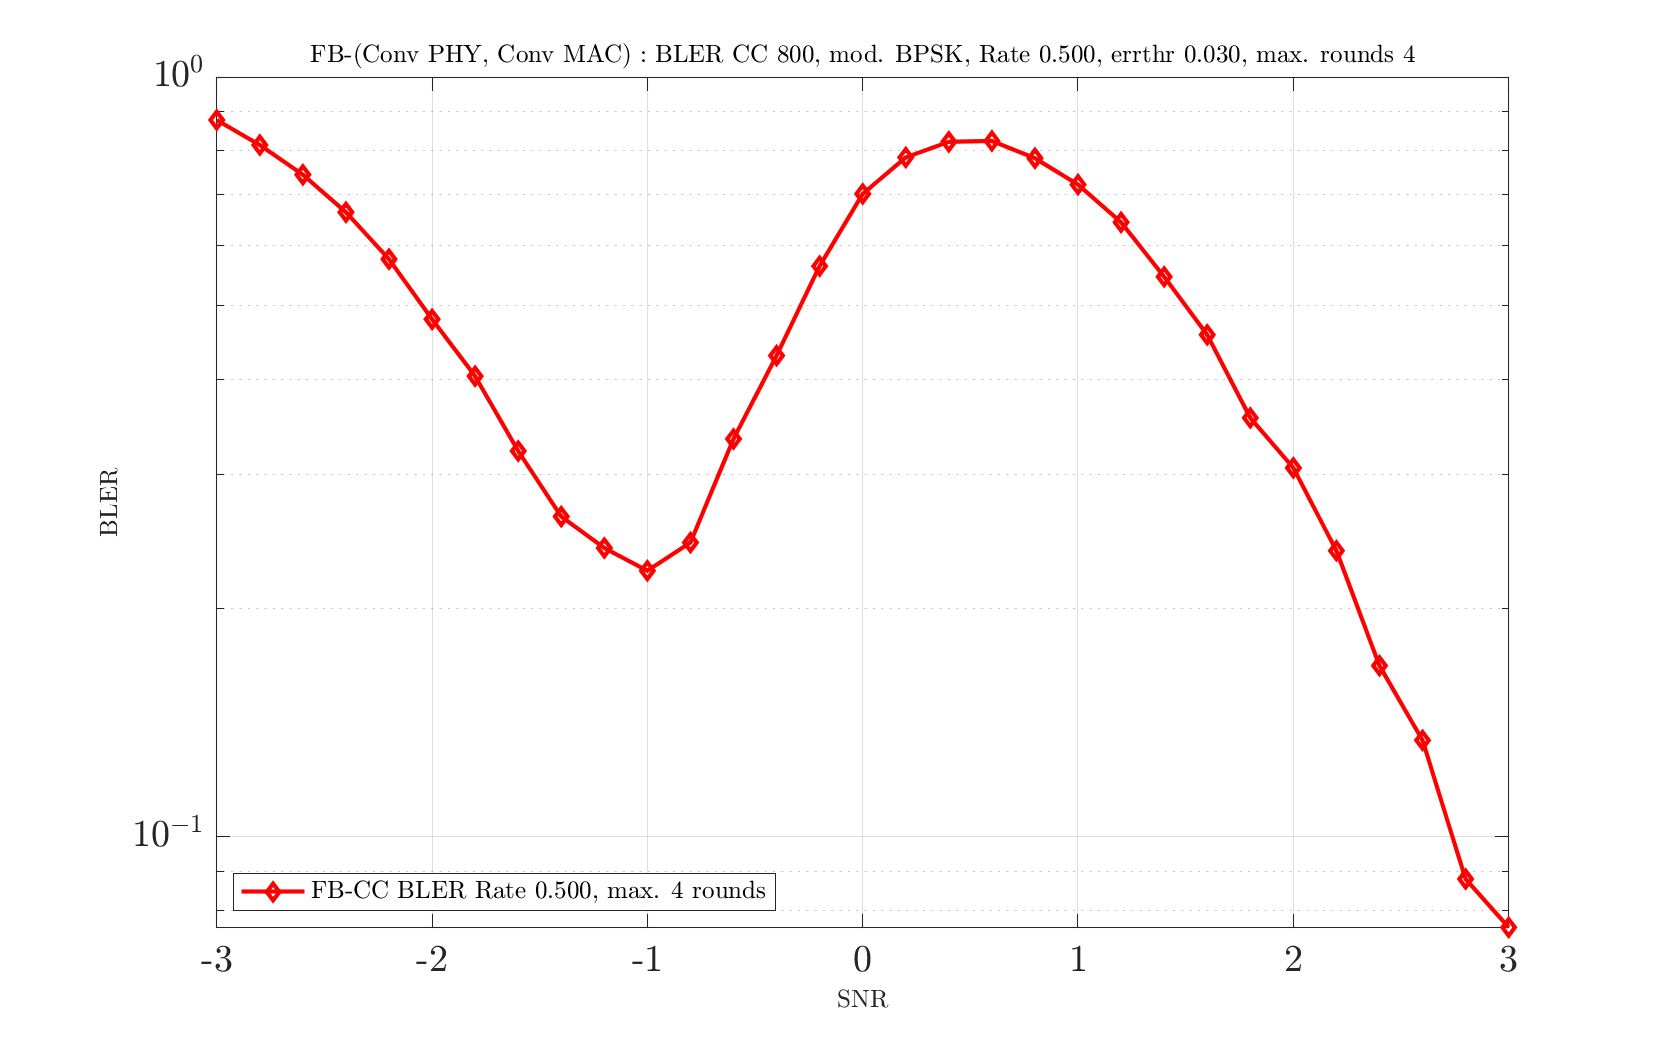 FB-(Conv PHY, Conv MAC) : BLER CC 800, mod. BPSK, Rate 0.500, errthr 0.030, max. rounds 4
10⁰
BLER
10⁻¹
FB-CC BLER Rate 0.500, max. 4 rounds
-3 -2 -1 0 1 2 3
SNR